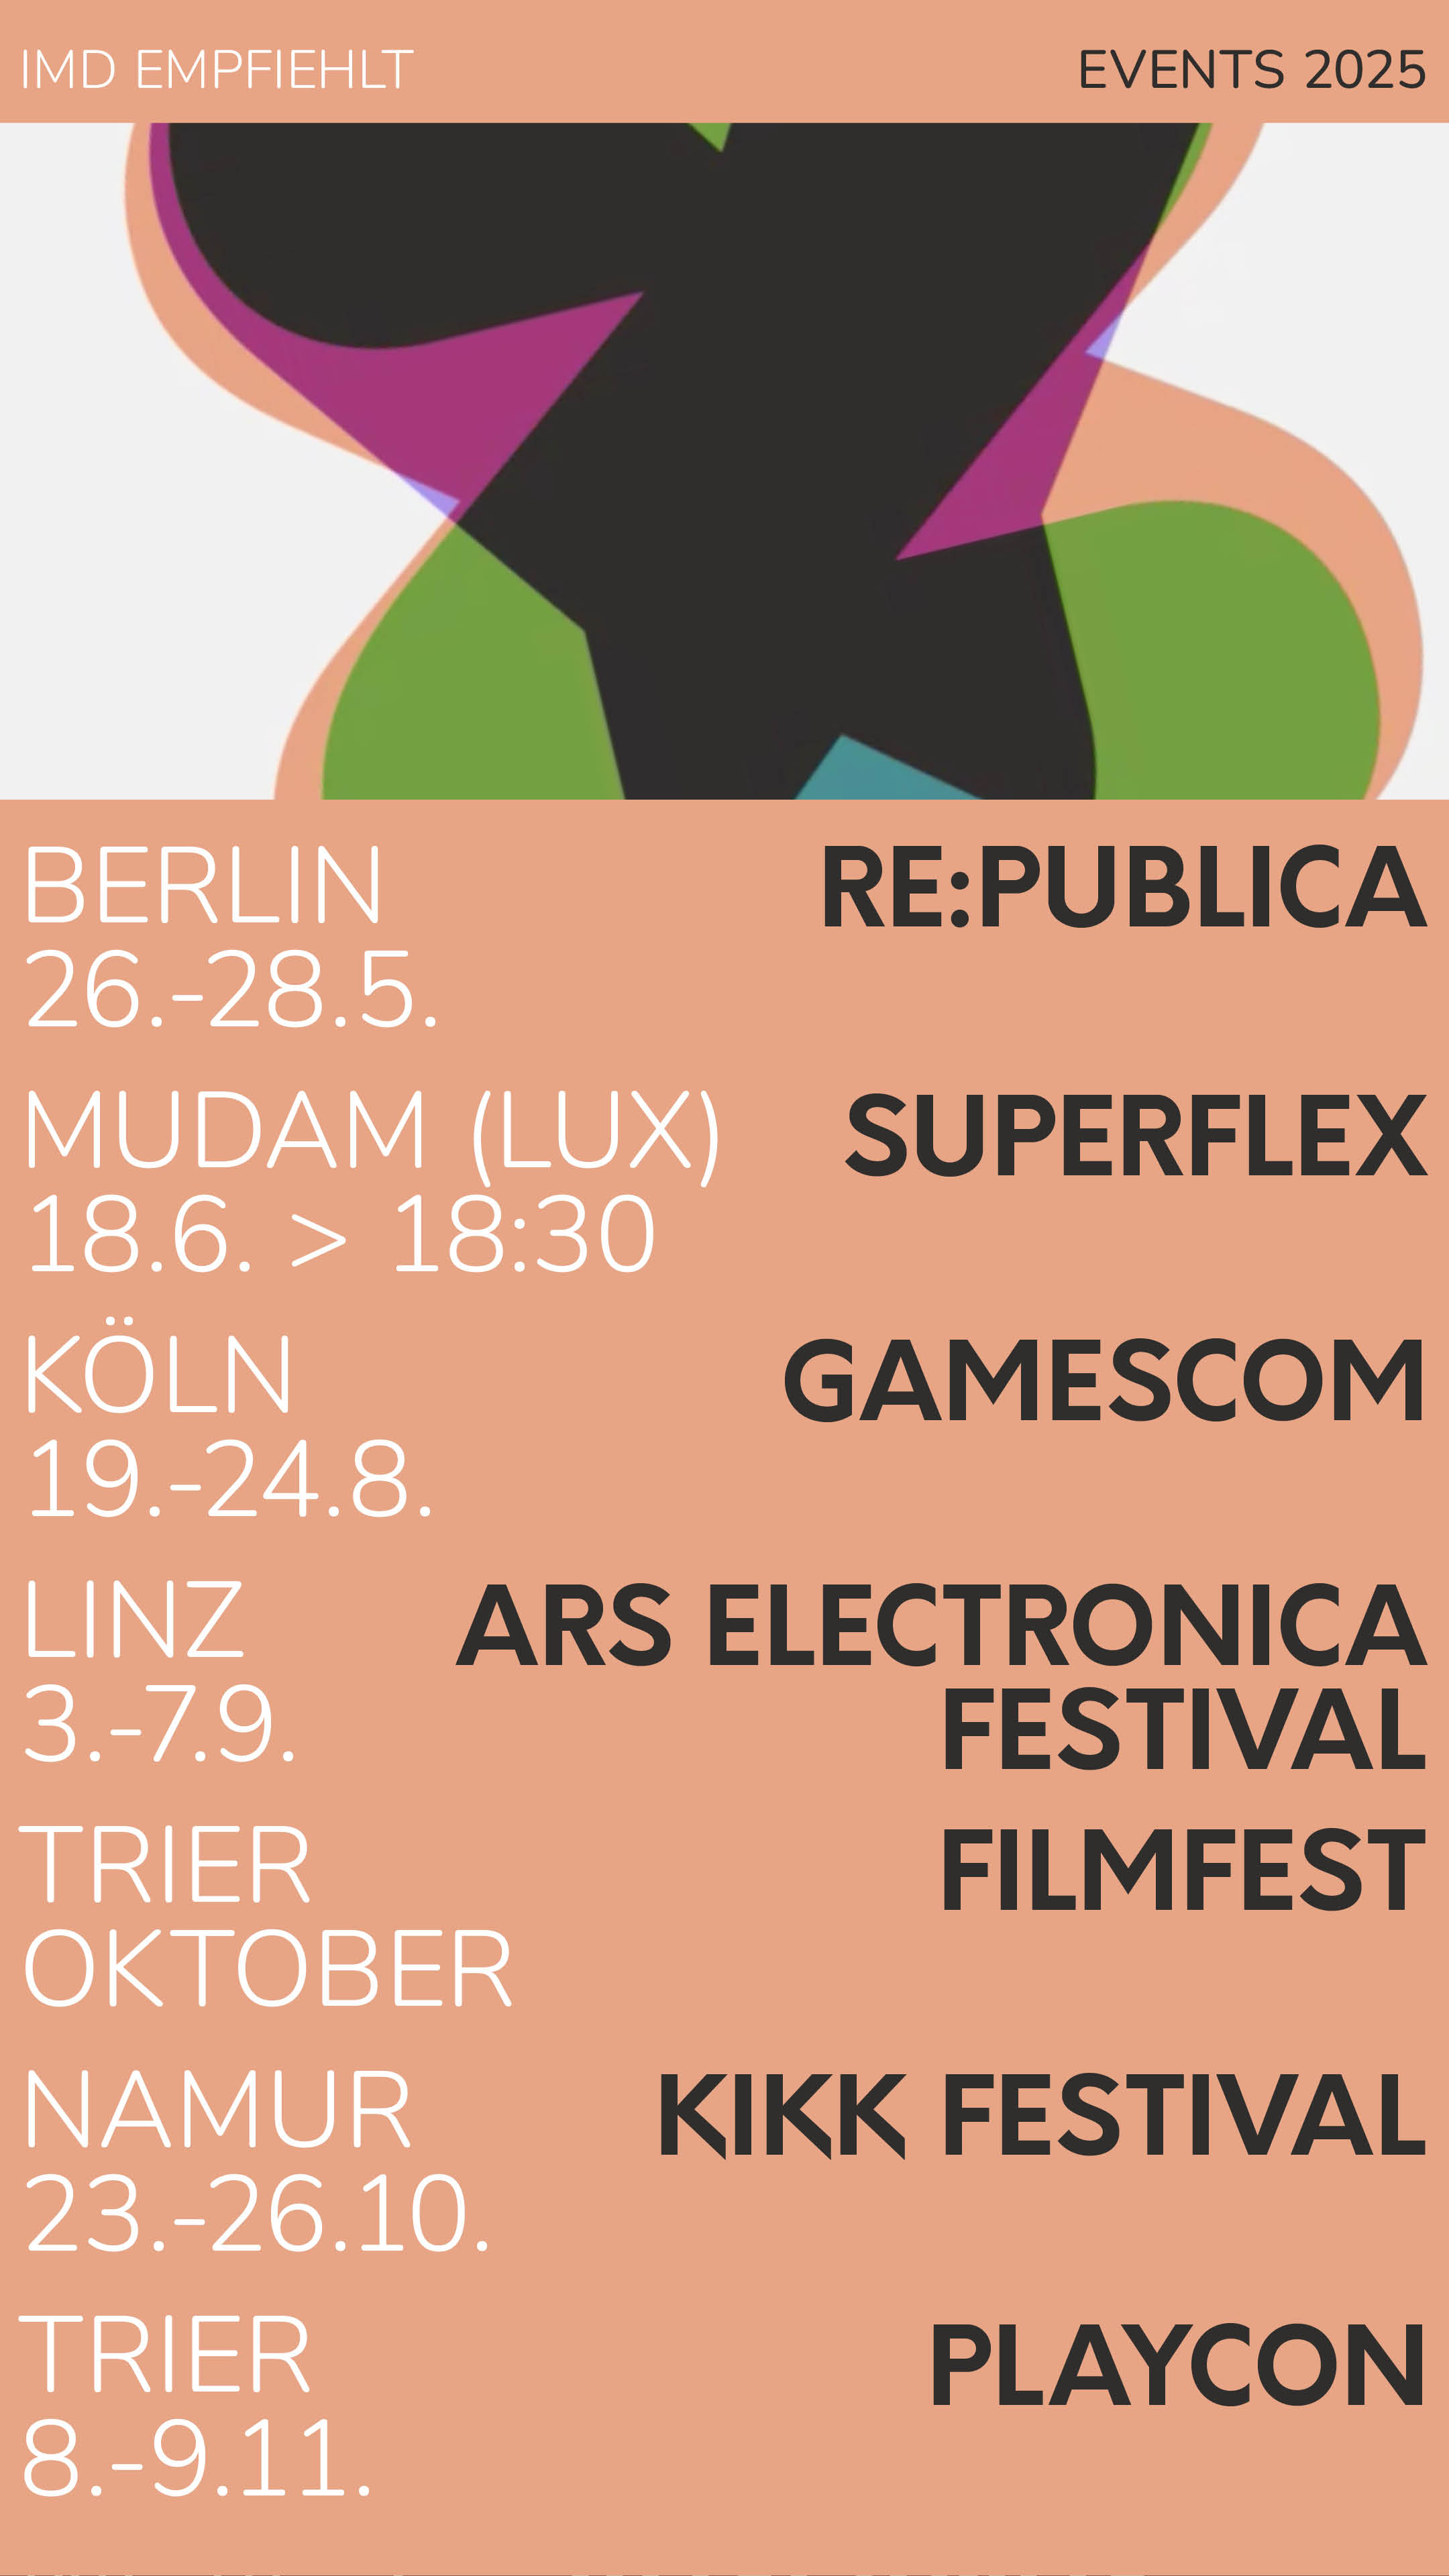 IMD EMPFIEHLT
EVENTS 2025
BERLIN
RE:PUBLICA
26.-28.5.
MUDAM (LUX)
SUPERFLEX
18.6. > 18:30
KÖLN
GAMESCOM
19.-24.8.
LINZ
ARS ELECTRONICA
3.-7.9.
FESTIVAL
TRIER
FILMFEST
OKTOBER
NAMUR
KIKK FESTIVAL
23.-26.10.
TRIER
PLAYCON
8.-9.11.